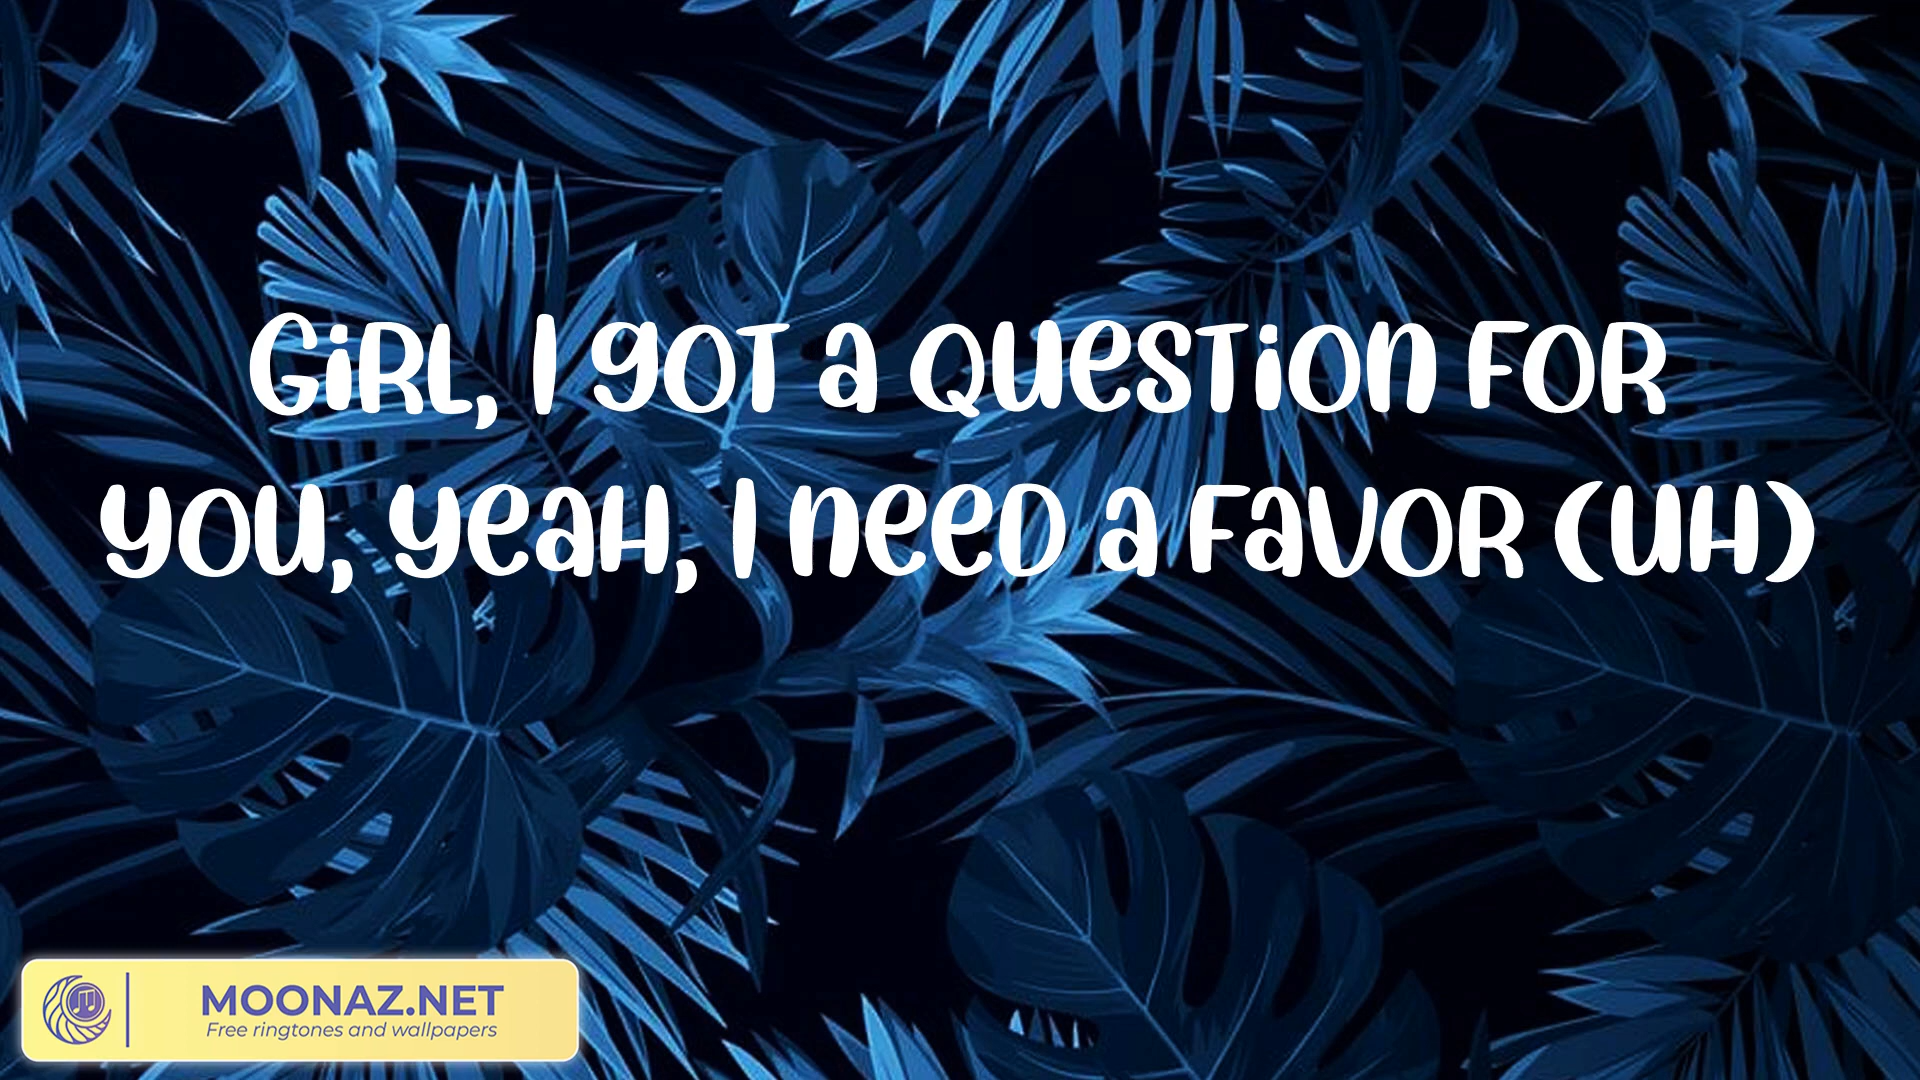 GiRL, I gOT a QUesTiOn FOR
yOU, yeaH, I neeD a FavOR (UH)
MOONAZ.NET
Free ringtones and wallpapers